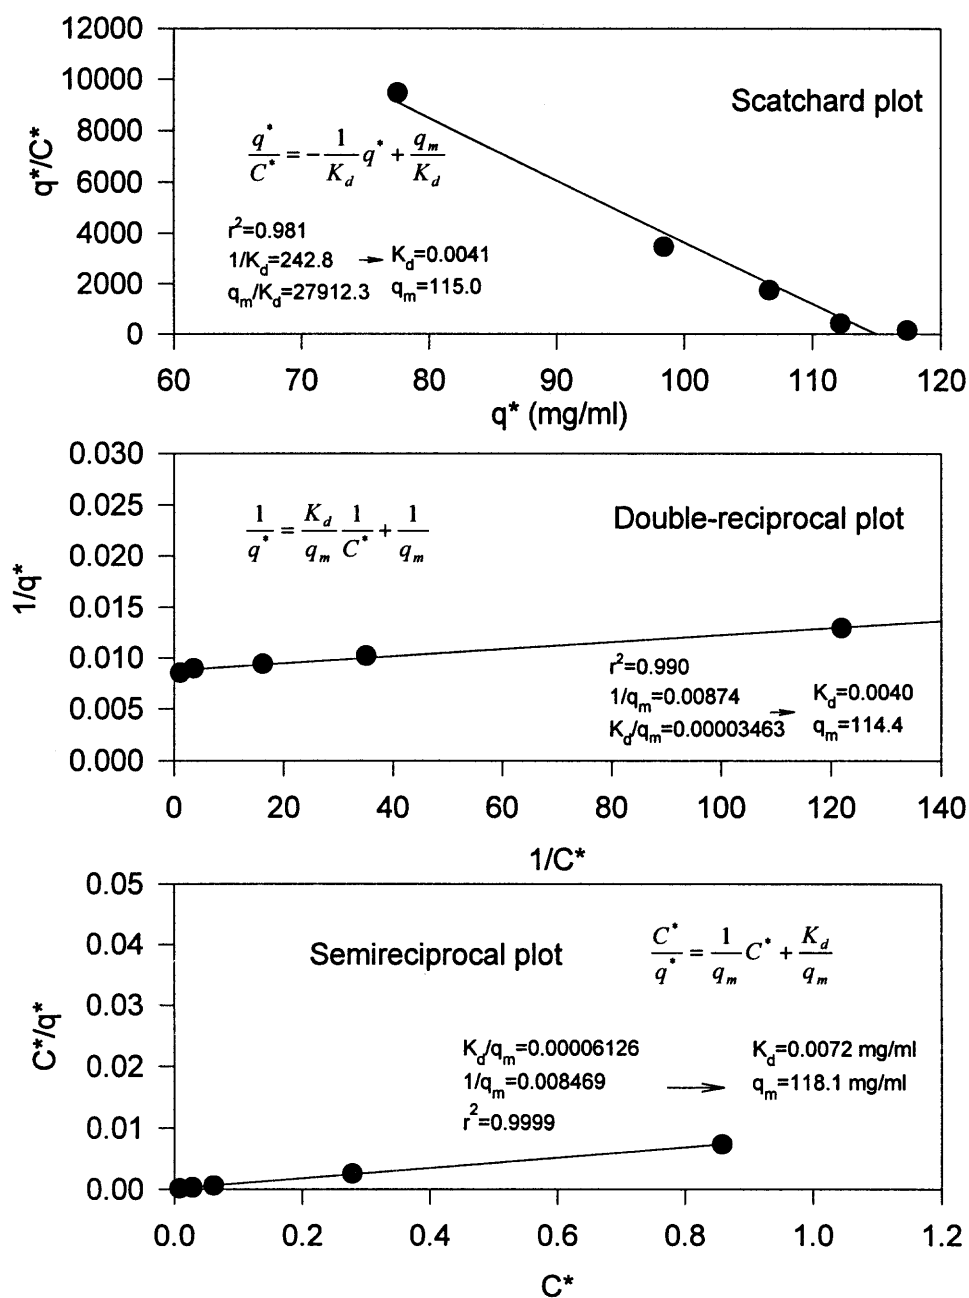 12000
10000
8000
6000
4000
2000
0
q*/C*
Scatchard plot
q*/C* = -1/K_d q* + q_m/K_d
r²=0.981
1/K_d=242.8 → K_d=0.0041
q_m/K_d=27912.3 q_m=115.0
60 70 80 90 100 110 120
q* (mg/ml)
0.030
0.025
0.020
0.015
0.010
0.005
0.000
1/q*
1/q* = K_d/q_m 1/C* + 1/q_m
Double-reciprocal plot
r²=0.990
1/q_m=0.00874 → K_d=0.0040
K_d/q_m=0.00003463 q_m=114.4
0 20 40 60 80 100 120 140
1/C*
0.05
0.04
0.03
0.02
0.01
0.00
C*/q*
Semireciprocal plot
C*/q* = 1/q_m C* + K_d/q_m
K_d/q_m=0.00006126 K_d=0.0072 mg/ml
1/q_m=0.008469 → q_m=118.1 mg/ml
r²=0.9999
0.0 0.2 0.4 0.6 0.8 1.0 1.2
C*